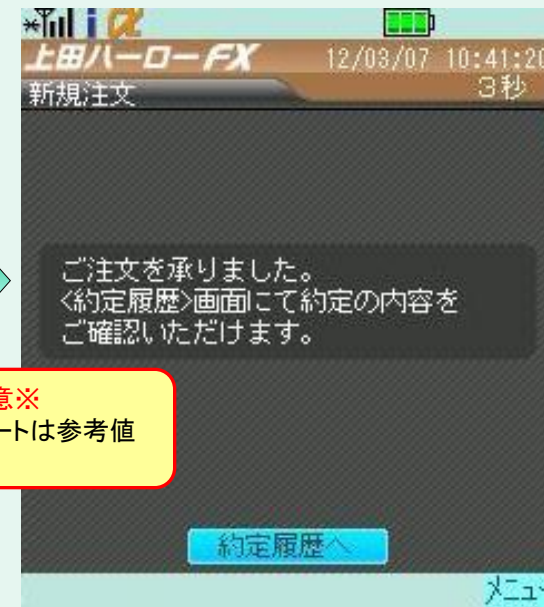 上田ハーローFX 12/03/07 10:41:20
新規注文 3秒
ご注文を承りました。
<約定履歴>画面にて約定の内容を
ご確認いただけます。
意※
ートは参考値
約定履歴へ
メニュー